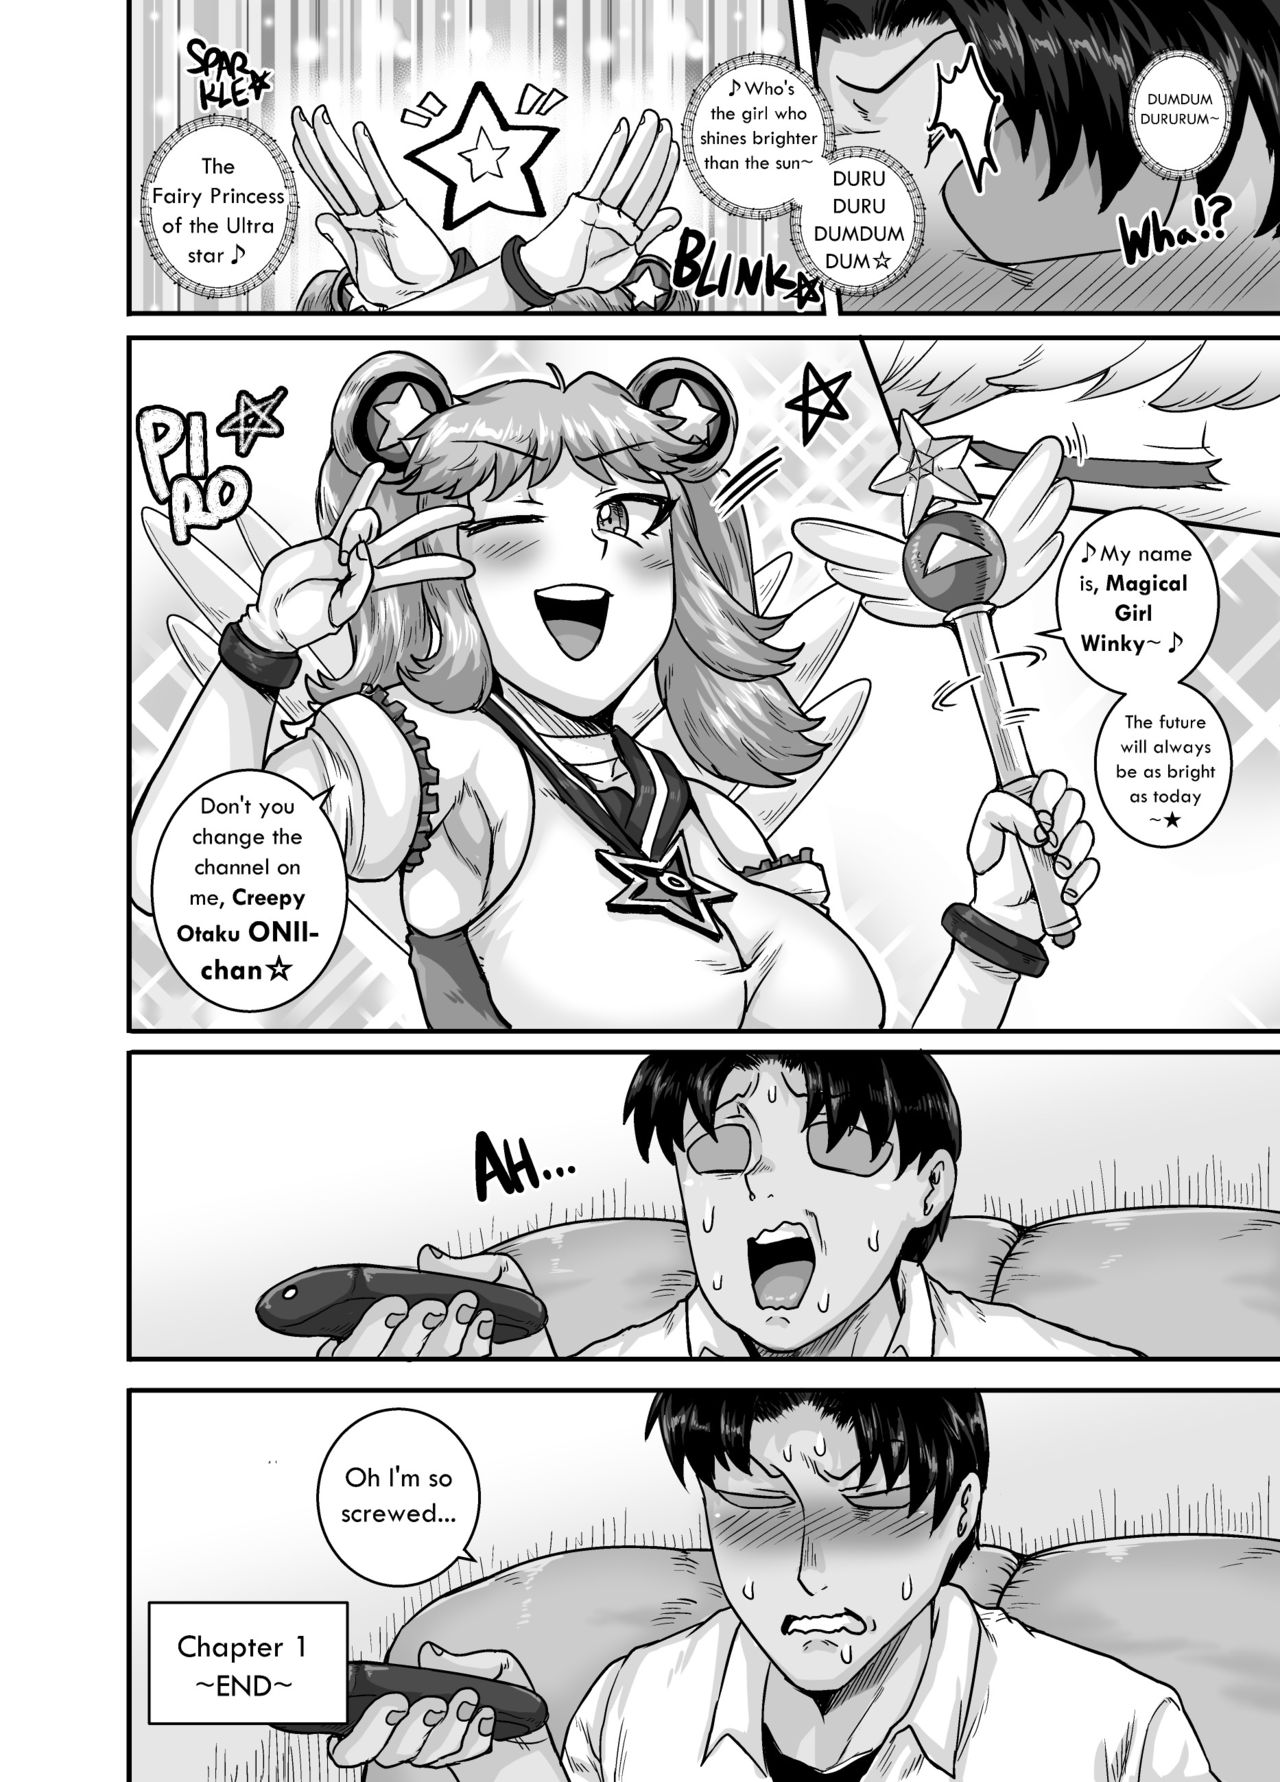 DUMDUM
DURURUM~
Wha!?
♪Who's
the girl who
shines brighter
than the sun~
DURU
DURU
DUMDUM
DUM☆
BLINK☆
SPAR
KLE☆
The
Fairy Princess
of the Ultra
star♪
♪My name
is, Magical
Girl
Winky~♪
The future
will always
be as bright
as today
~★
PI
RO
Don't you
change the
channel on
me, Creepy
Otaku ONII-
chan☆
AH...
Oh I'm so
screwed...
Chapter 1
~END~